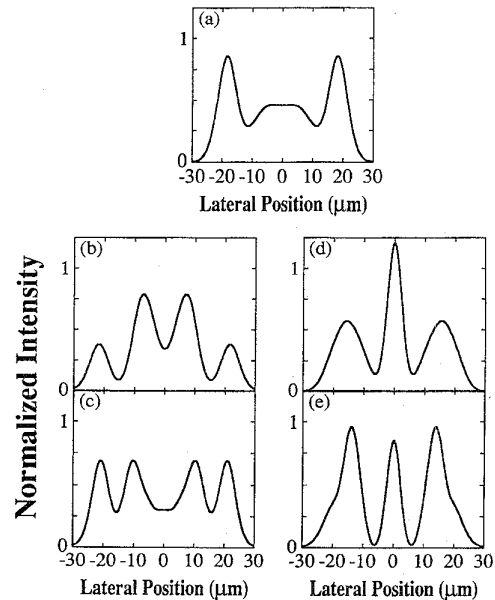 (a)
1
0
-30 -20 -10 0 10 20 30
Lateral Position (μm)
Normalized Intensity
(b)
1
0
(d)
1
0
(c)
1
0
-30 -20 -10 0 10 20 30
Lateral Position (μm)
(e)
1
0
-30 -20 -10 0 10 20 30
Lateral Position (μm)